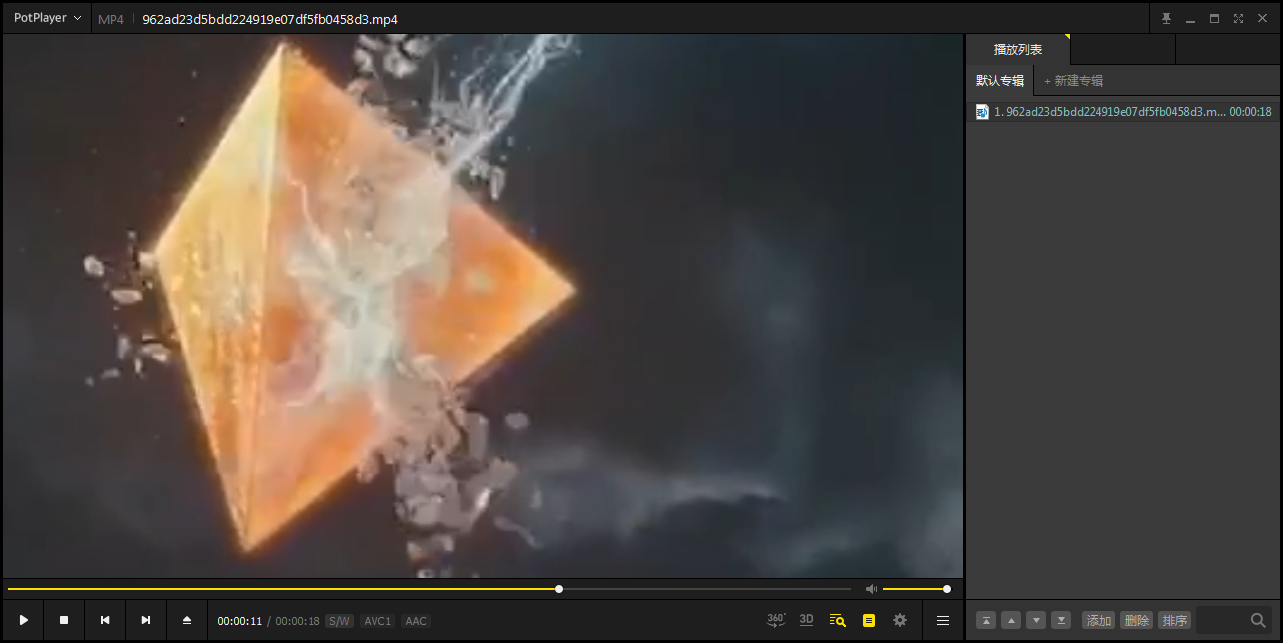 PotPlayer
MP4
962ad23d5bdd224919e07df5fb0458d3.mp4
播放列表
默认专辑
+ 新建专辑
1.962ad23d5bdd224919e07df5fb0458d3.m... 00:00:18
00:00:11 / 00:00:18 S/W AVC1 AAC
360° 3D
添加 删除 排序